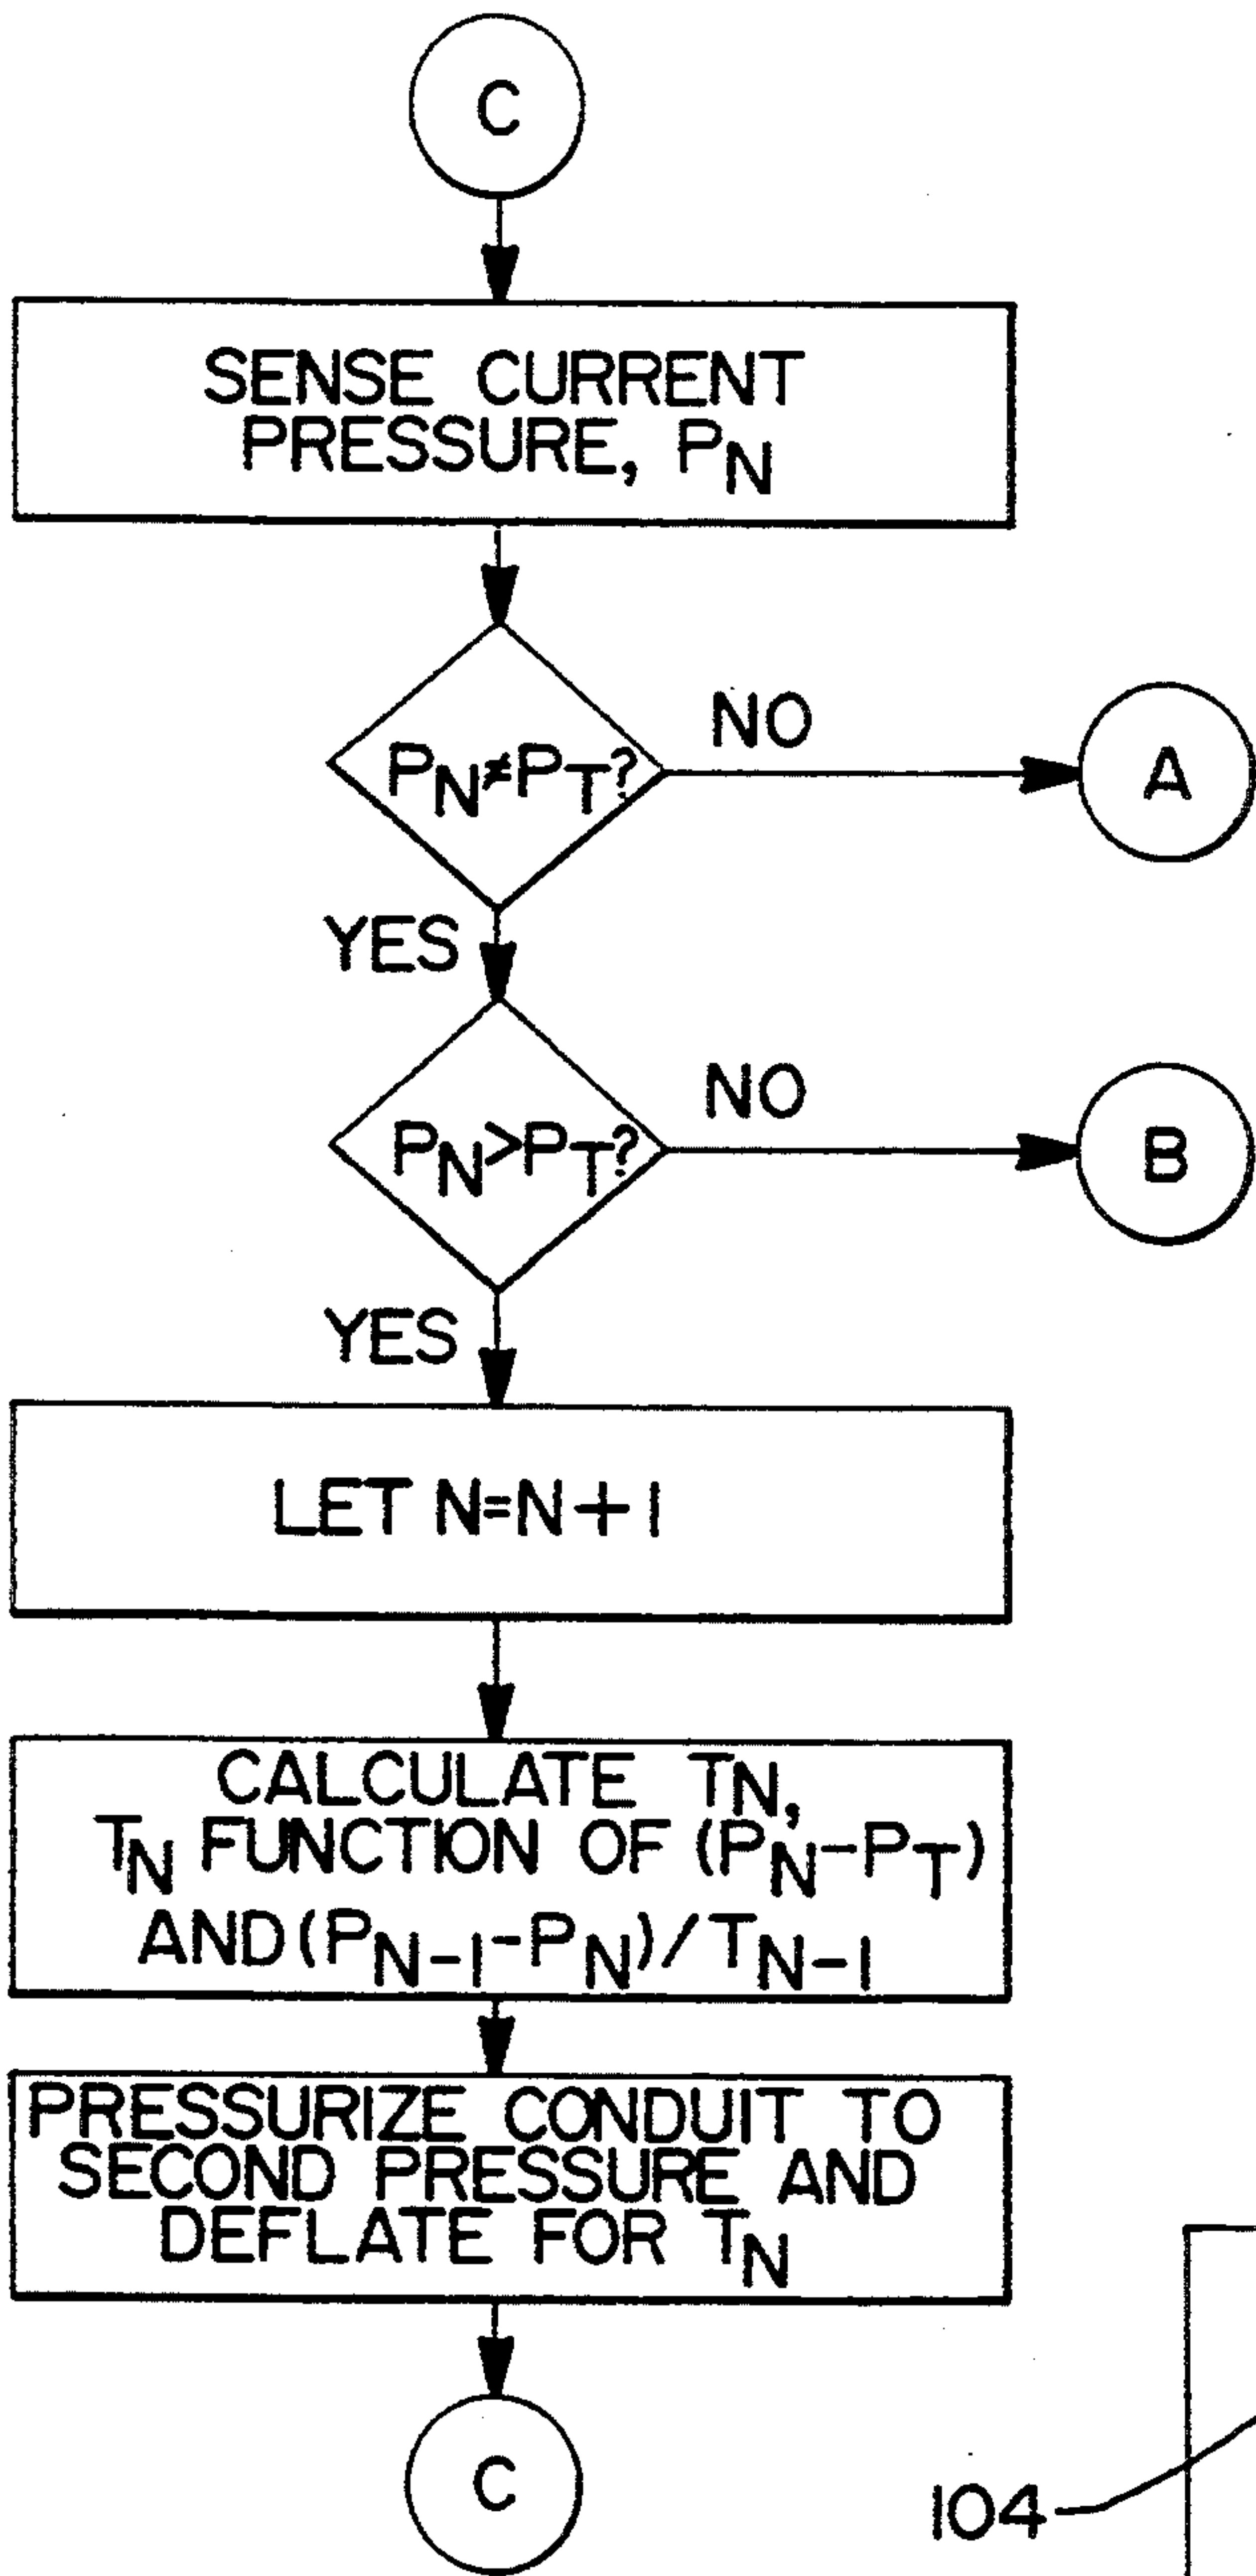 C
SENSE CURRENT
PRESSURE, PN
PN≠PT?
NO
A
YES
PN>PT?
NO
B
YES
LET N=N+1
CALCULATE TN,
TN FUNCTION OF (PN-PT)
AND (PN-1-PN)/TN-1
PRESSURIZE CONDUIT TO
SECOND PRESSURE AND
DEFLATE FOR TN
C
104